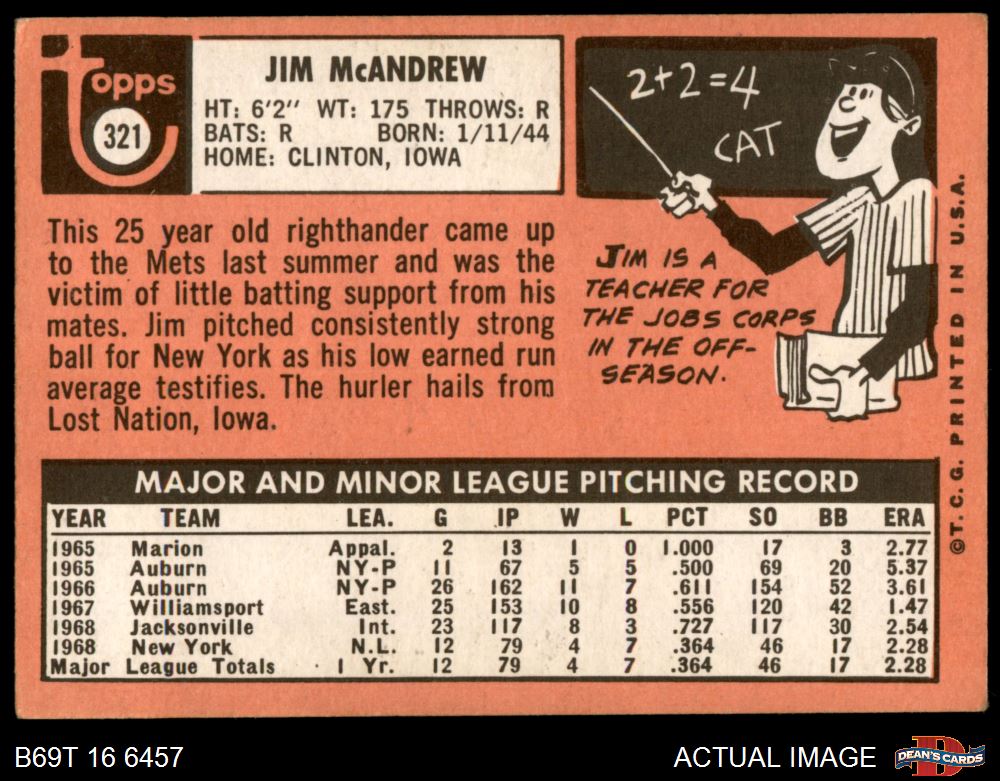 topps
321
JIM McANDREW
HT: 6'2" WT: 175 THROWS: R
BATS: R BORN: 1/11/44
HOME: CLINTON, IOWA
2+2=4
CAT
This 25 year old righthander came up
to the Mets last summer and was the
victim of little batting support from his
mates. Jim pitched consistently strong
ball for New York as his low earned run
average testifies. The hurler hails from
Lost Nation, Iowa.
JIM IS A
TEACHER FOR
THE JOBS CORPS
IN THE OFF-
SEASON.
©T.C.G. PRINTED IN U.S.A.
MAJOR AND MINOR LEAGUE PITCHING RECORD
YEAR TEAM LEA. G IP W L PCT SO BB ERA
1965 Marion Appal. 2 13 1 0 1.000 17 3 2.77
1965 Auburn NY-P 11 67 5 5 .500 69 20 5.37
1966 Auburn NY-P 26 162 11 7 .611 154 52 3.61
1967 Williamsport East. 25 153 10 8 .556 120 42 1.47
1968 Jacksonville Int. 23 117 8 3 .727 117 30 2.54
1968 New York N.L. 12 79 4 7 .364 46 17 2.28
Major League Totals 1 Yr. 12 79 4 7 .364 46 17 2.28
B69T 16 6457
ACTUAL IMAGE
DEAN'S CARDS